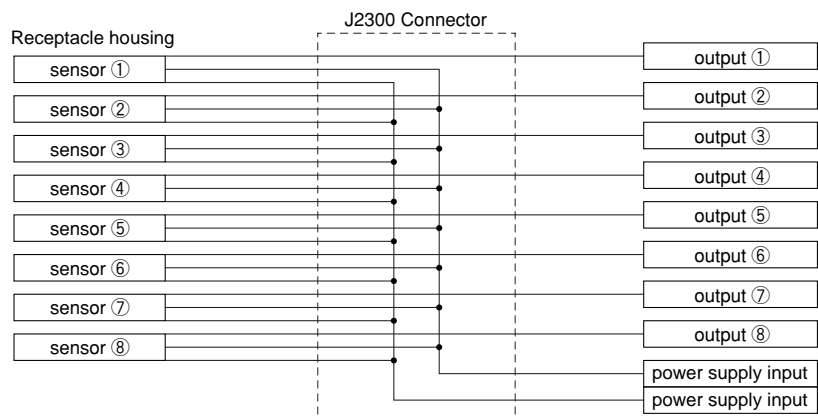 J2300 Connector
Receptacle housing
sensor ① output ①
sensor ② output ②
sensor ③ output ③
sensor ④ output ④
sensor ⑤ output ⑤
sensor ⑥ output ⑥
sensor ⑦ output ⑦
sensor ⑧ output ⑧
power supply input
power supply input